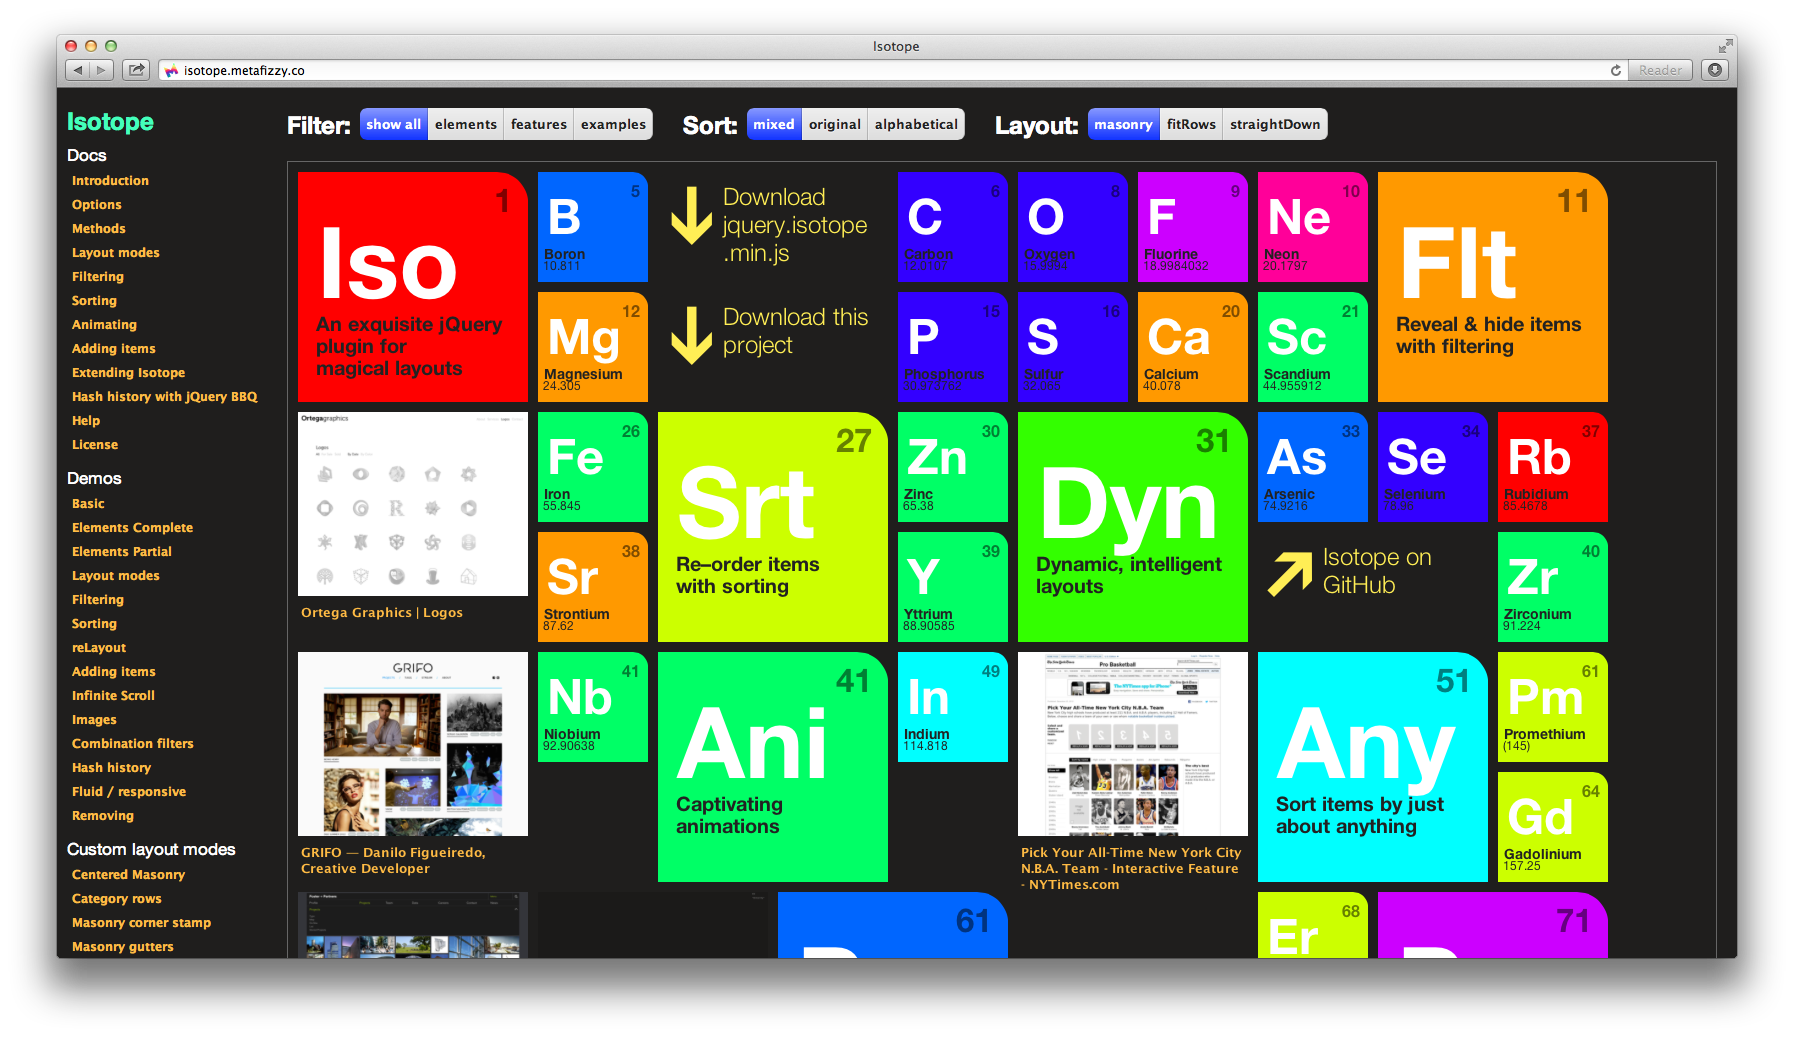 Isotope
isotope.metafizzy.co
Reader
Isotope
Docs
Introduction
Options
Methods
Layout modes
Filtering
Sorting
Animating
Adding items
Extending Isotope
Hash history with jQuery BBQ
Help
License
Demos
Basic
Elements Complete
Elements Partial
Layout modes
Filtering
Sorting
reLayout
Adding items
Infinite Scroll
Images
Combination filters
Hash history
Fluid / responsive
Removing
Custom layout modes
Centered Masonry
Category rows
Masonry corner stamp
Masonry gutters
Filter: show all elements features examples
Sort: mixed original alphabetical
Layout: masonry fitRows straightDown
1
Iso
An exquisite jQuery
plugin for
magical layouts
5
B
Boron
10.811
Download
jquery.isotope
.min.js
6
C
Carbon
12.0107
8
O
Oxygen
15.9994
9
F
Fluorine
18.9984032
10
Ne
Neon
20.1797
11
Flt
Reveal & hide items
with filtering
12
Mg
Magnesium
24.305
Download this
project
15
P
Phosphorus
30.973762
16
S
Sulfur
32.065
20
Ca
Calcium
40.078
21
Sc
Scandium
44.955912
Ortegagraphics
Logos
Ortega Graphics | Logos
26
Fe
Iron
55.845
27
Srt
Re–order items
with sorting
30
Zn
Zinc
65.38
31
Dyn
Dynamic, intelligent
layouts
33
As
Arsenic
74.9216
34
Se
Selenium
78.96
37
Rb
Rubidium
85.4678
38
Sr
Strontium
87.62
39
Y
Yttrium
88.90585
Isotope on
GitHub
40
Zr
Zirconium
91.224
GRIFO
GRIFO — Danilo Figueiredo,
Creative Developer
41
Nb
Niobium
92.90638
41
Ani
Captivating
animations
49
In
Indium
114.818
Pro Basketball
Pick Your All-Time New York City N.B.A. Team
Pick Your All-Time New York City
N.B.A. Team - Interactive Feature
- NYTimes.com
51
Any
Sort items by just
about anything
61
Pm
Promethium
(145)
64
Gd
Gadolinium
157.25
61
68
Er
71